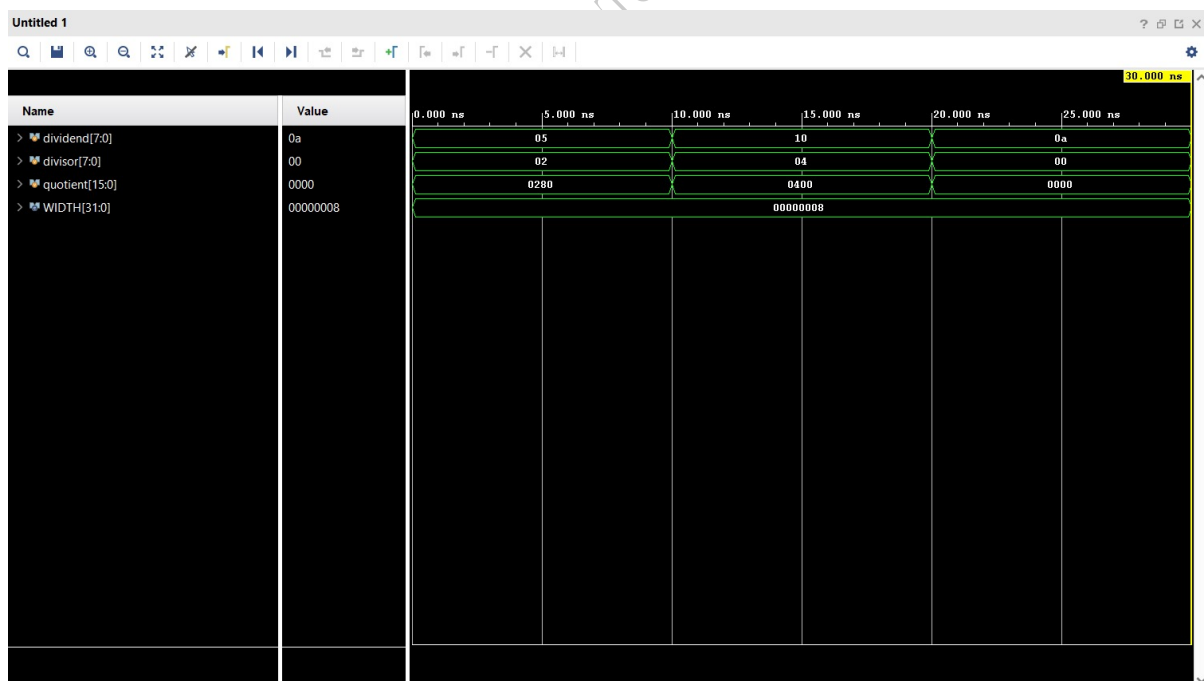 Untitled 1
Name Value
30.000 ns
0.000 ns 5.000 ns 10.000 ns 15.000 ns 20.000 ns 25.000 ns
dividend[7:0] 0a 05 10 0a
divisor[7:0] 00 02 04 00
quotient[15:0] 0000 0280 0400 0000
WIDTH[31:0] 00000008 00000008